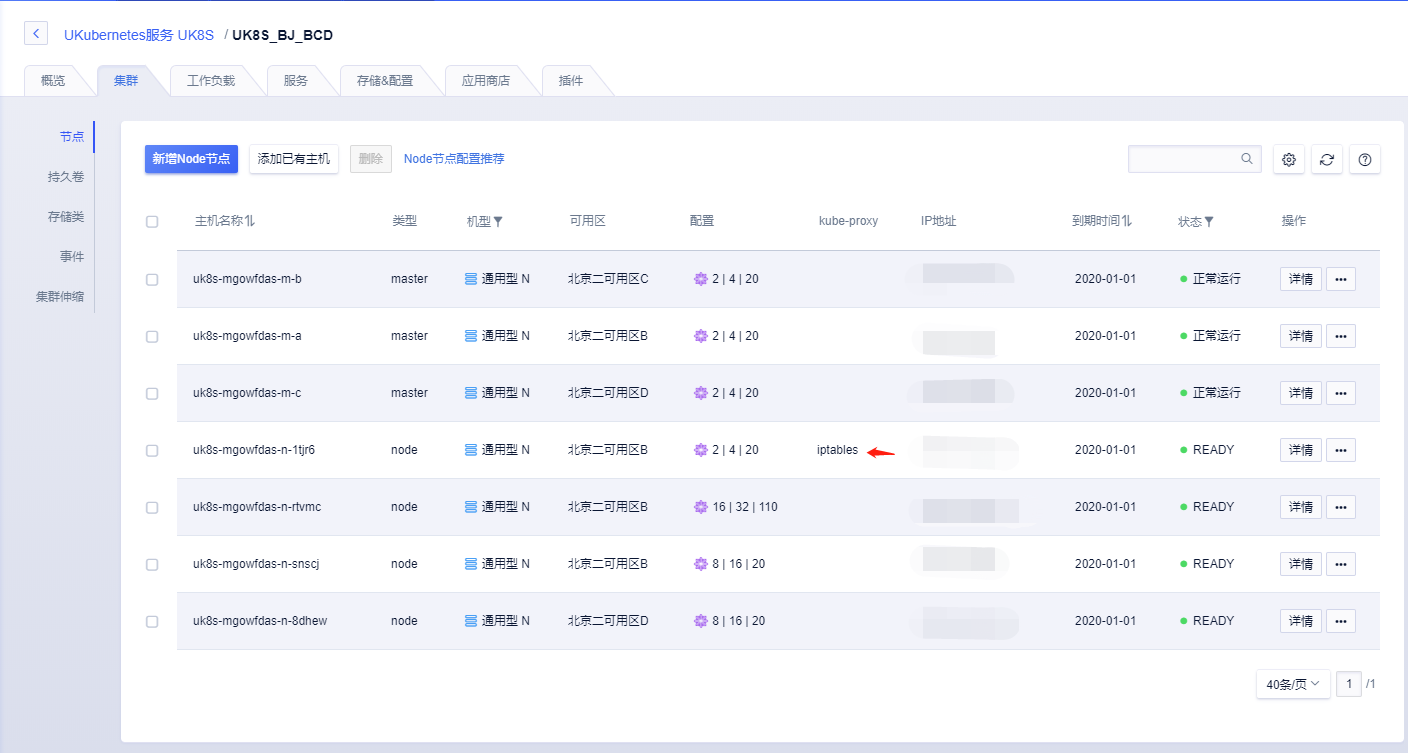 UKubernetes服务 UK8S / UK8S_BJ_BCD
概览 集群 工作负载 服务 存储&配置 应用商店 插件
节点
持久卷
存储类
事件
集群伸缩
新增Node节点 添加已有主机 删除 Node节点配置推荐
主机名称 类型 机型 可用区 配置 kube-proxy IP地址 到期时间 状态 操作
uk8s-mgowfdas-m-b master 通用型 N 北京二可用区C 2 | 4 | 20 2020-01-01 正常运行 详情 •••
uk8s-mgowfdas-m-a master 通用型 N 北京二可用区B 2 | 4 | 20 2020-01-01 正常运行 详情 •••
uk8s-mgowfdas-m-c master 通用型 N 北京二可用区D 2 | 4 | 20 2020-01-01 正常运行 详情 •••
uk8s-mgowfdas-n-1tjr6 node 通用型 N 北京二可用区B 2 | 4 | 20 iptables 2020-01-01 READY 详情 •••
uk8s-mgowfdas-n-rtvmc node 通用型 N 北京二可用区B 16 | 32 | 110 2020-01-01 READY 详情 •••
uk8s-mgowfdas-n-snscj node 通用型 N 北京二可用区B 8 | 16 | 20 2020-01-01 READY 详情 •••
uk8s-mgowfdas-n-8dhew node 通用型 N 北京二可用区D 8 | 16 | 20 2020-01-01 READY 详情 •••
40条/页 1 /1